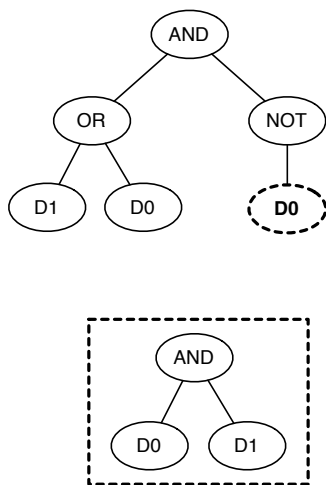 AND
OR NOT
D1 D0 D0
AND
D0 D1